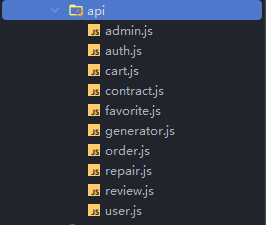 api
JS admin.js
JS auth.js
JS cart.js
JS contract.js
JS favorite.js
JS generator.js
JS order.js
JS repair.js
JS review.js
JS user.js